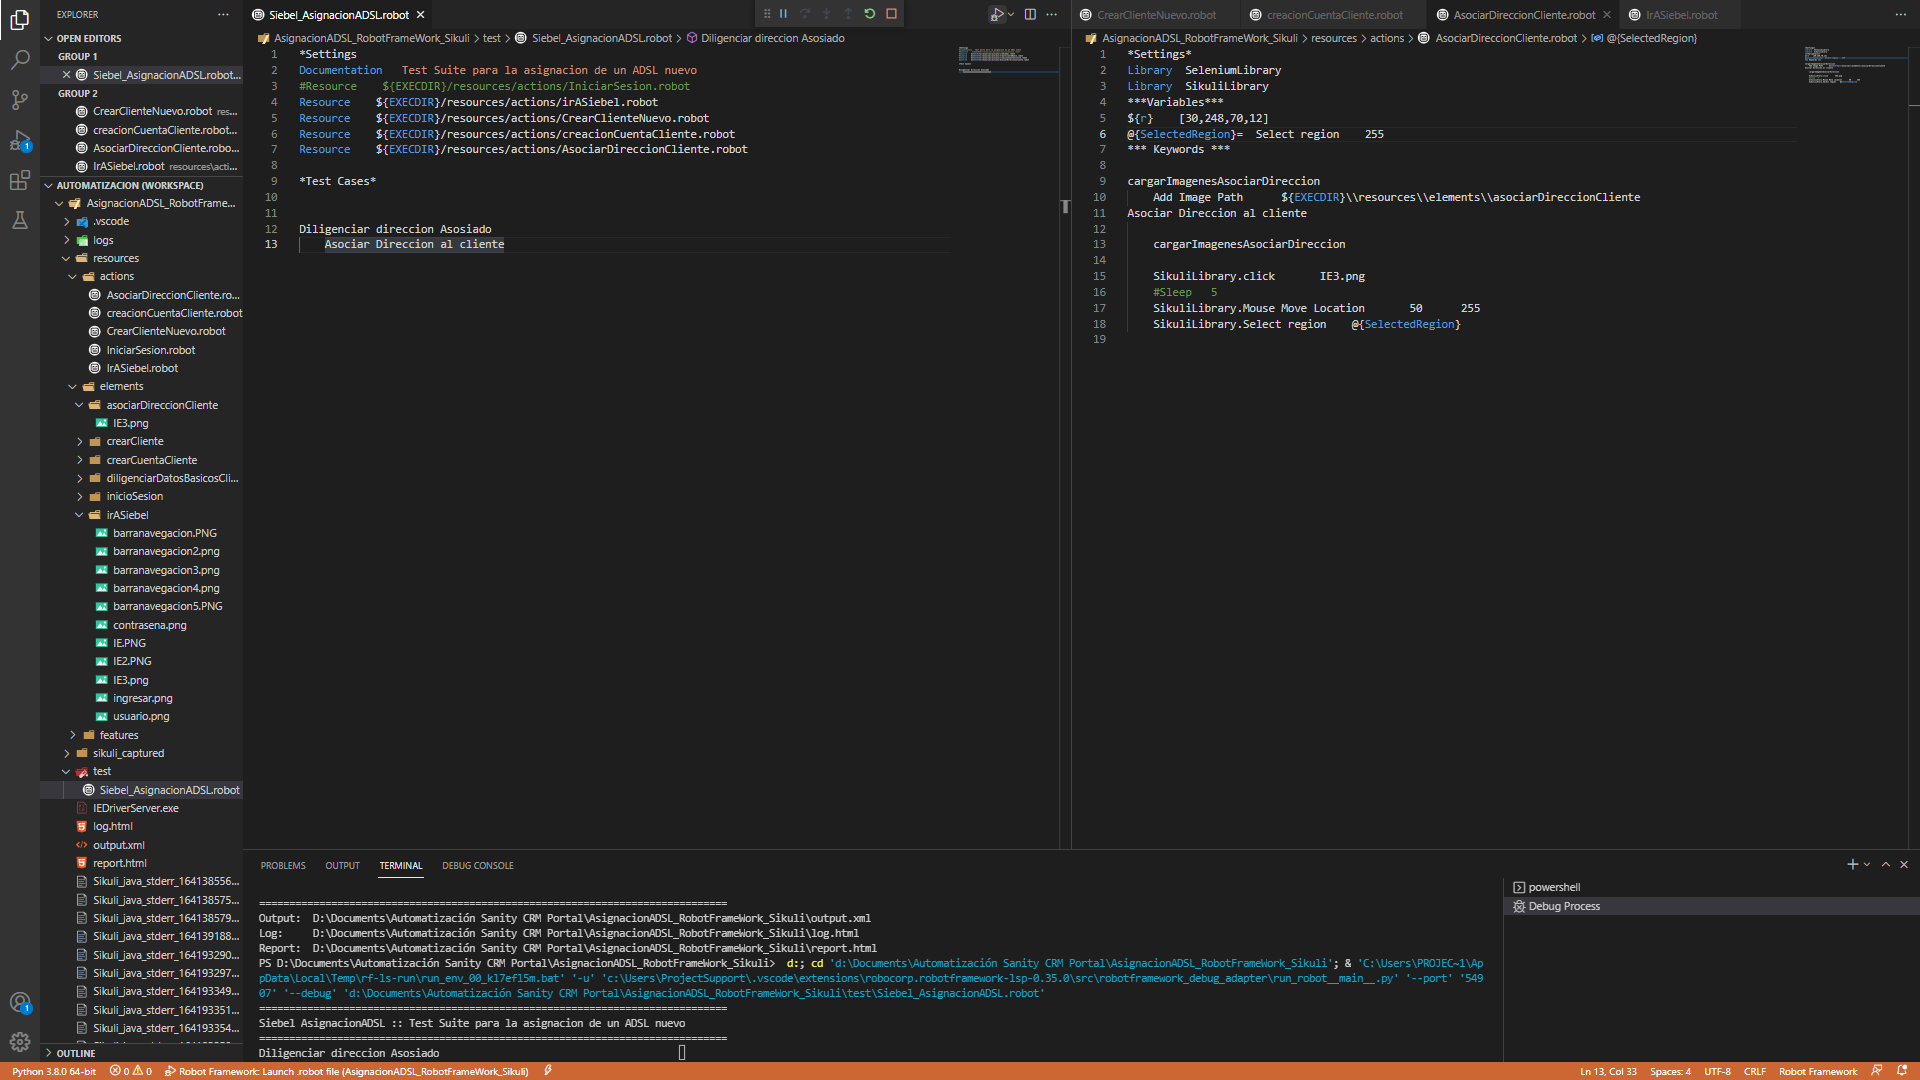 EXPLORER
OPEN EDITORS
GROUP 1
Siebel_AsignacionADSL.robot...
GROUP 2
CrearClienteNuevo.robot res...
creacionCuentaCliente.robot...
AsociarDireccionCliente.robo...
IrASiebel.robot resources\acti...
AUTOMATIZACION (WORKSPACE)
AsignacionADSL_RobotFrame...
.vscode
logs
resources
actions
AsociarDireccionCliente.ro...
creacionCuentaCliente.robot
CrearClienteNuevo.robot
IniciarSesion.robot
IrASiebel.robot
elements
asociarDireccionCliente
IE3.png
crearCliente
crearCuentaCliente
diligenciarDatosBasicosCli...
inicioSesion
irASiebel
barranavegacion.PNG
barranavegacion2.png
barranavegacion3.png
barranavegacion4.png
barranavegacion5.PNG
contrasena.png
IE.PNG
IE2.PNG
IE3.png
ingresar.png
usuario.png
features
sikuli_captured
test
Siebel_AsignacionADSL.robot
IEDriverServer.exe
log.html
output.xml
report.html
Sikuli_java_stderr_164138556...
Sikuli_java_stderr_164138575...
Sikuli_java_stderr_164138579...
Sikuli_java_stderr_164139188...
Sikuli_java_stderr_164193290...
Sikuli_java_stderr_164193297...
Sikuli_java_stderr_164193349...
Sikuli_java_stderr_164193351...
Sikuli_java_stderr_164193354...
OUTLINE
Siebel_AsignacionADSL.robot
AsignacionADSL_RobotFrameWork_Sikuli > test > Siebel_AsignacionADSL.robot > Diligenciar direccion Asosiado
1 *Settings
2 Documentation Test Suite para la asignacion de un ADSL nuevo
3 #Resource ${EXECDIR}/resources/actions/IniciarSesion.robot
4 Resource ${EXECDIR}/resources/actions/irASiebel.robot
5 Resource ${EXECDIR}/resources/actions/CrearClienteNuevo.robot
6 Resource ${EXECDIR}/resources/actions/creacionCuentaCliente.robot
7 Resource ${EXECDIR}/resources/actions/AsociarDireccionCliente.robot
8
9 *Test Cases*
10
11
12 Diligenciar direccion Asosiado
13 Asociar Direccion al cliente
CrearClienteNuevo.robot creacionCuentaCliente.robot AsociarDireccionCliente.robot IrASiebel.robot
AsignacionADSL_RobotFrameWork_Sikuli > resources > actions > AsociarDireccionCliente.robot > @{SelectedRegion}
1 *Settings*
2 Library SeleniumLibrary
3 Library SikuliLibrary
4 ***Variables***
5 ${r} [30,248,70,12]
6 @{SelectedRegion}= Select region 255
7 *** Keywords ***
8
9 cargarImagenesAsociarDireccion
10 Add Image Path ${EXECDIR}\\resources\\elements\\asociarDireccionCliente
11 Asociar Direccion al cliente
12
13 cargarImagenesAsociarDireccion
14
15 SikuliLibrary.click IE3.png
16 #Sleep 5
17 SikuliLibrary.Mouse Move Location 50 255
18 SikuliLibrary.Select region @{SelectedRegion}
19
PROBLEMS OUTPUT TERMINAL DEBUG CONSOLE
==============================================================================
Output: D:\Documents\Automatización Sanity CRM Portal\AsignacionADSL_RobotFrameWork_Sikuli\output.xml
Log: D:\Documents\Automatización Sanity CRM Portal\AsignacionADSL_RobotFrameWork_Sikuli\log.html
Report: D:\Documents\Automatización Sanity CRM Portal\AsignacionADSL_RobotFrameWork_Sikuli\report.html
PS D:\Documents\Automatización Sanity CRM Portal\AsignacionADSL_RobotFrameWork_Sikuli> d:; cd 'd:\Documents\Automatización Sanity CRM Portal\AsignacionADSL_RobotFrameWork_Sikuli'; & 'C:\Users\PROJEC~1\Ap
pData\Local\Temp\rf-ls-run\run_env_00_kl7efl5m.bat' '-u' 'c:\Users\ProjectSupport\.vscode\extensions\robocorp.robotframework-lsp-0.35.0\src\robotframework_debug_adapter\run_robot__main__.py' '--port' '549
07' '--debug' 'd:\Documents\Automatización Sanity CRM Portal\AsignacionADSL_RobotFrameWork_Sikuli\test\Siebel_AsignacionADSL.robot'
==============================================================================
Siebel AsignacionADSL :: Test Suite para la asignacion de un ADSL nuevo
==============================================================================
Diligenciar direccion Asosiado
powershell
Debug Process
1
1
Python 3.8.0 64-bit 0 0 Robot Framework: Launch .robot file (AsignacionADSL_RobotFrameWork_Sikuli) Ln 13, Col 33 Spaces: 4 UTF-8 CRLF Robot Framework